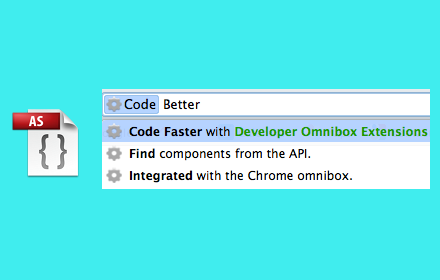 AS
{ }
Code Better
Code Faster with Developer Omnibox Extensions
Find components from the API.
Integrated with the Chrome omnibox.